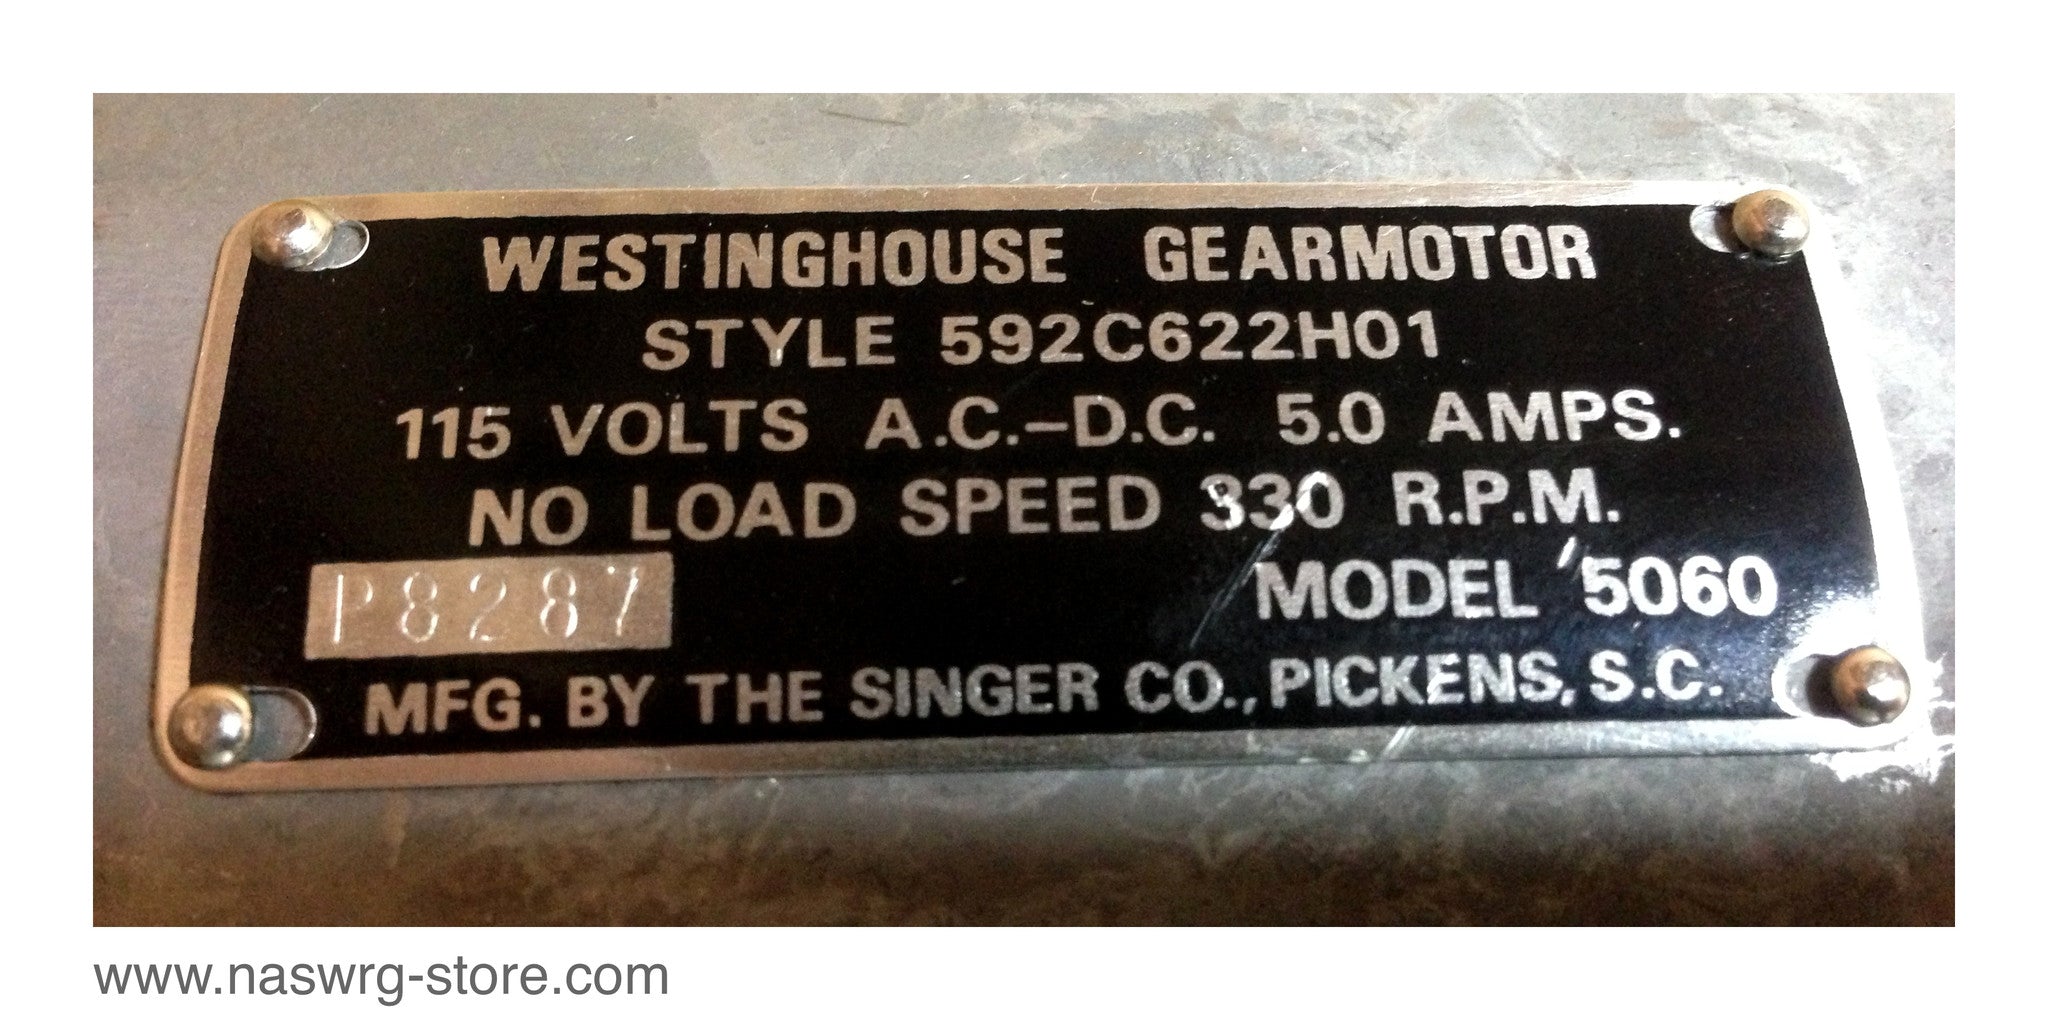 WESTINGHOUSE GEARMOTOR
STYLE 592C622H01
115 VOLTS A.C.–D.C. 5.0 AMPS.
NO LOAD SPEED 330 R.P.M.
P8287 MODEL 5060
MFG. BY THE SINGER CO., PICKENS, S.C.
www.naswrg-store.com